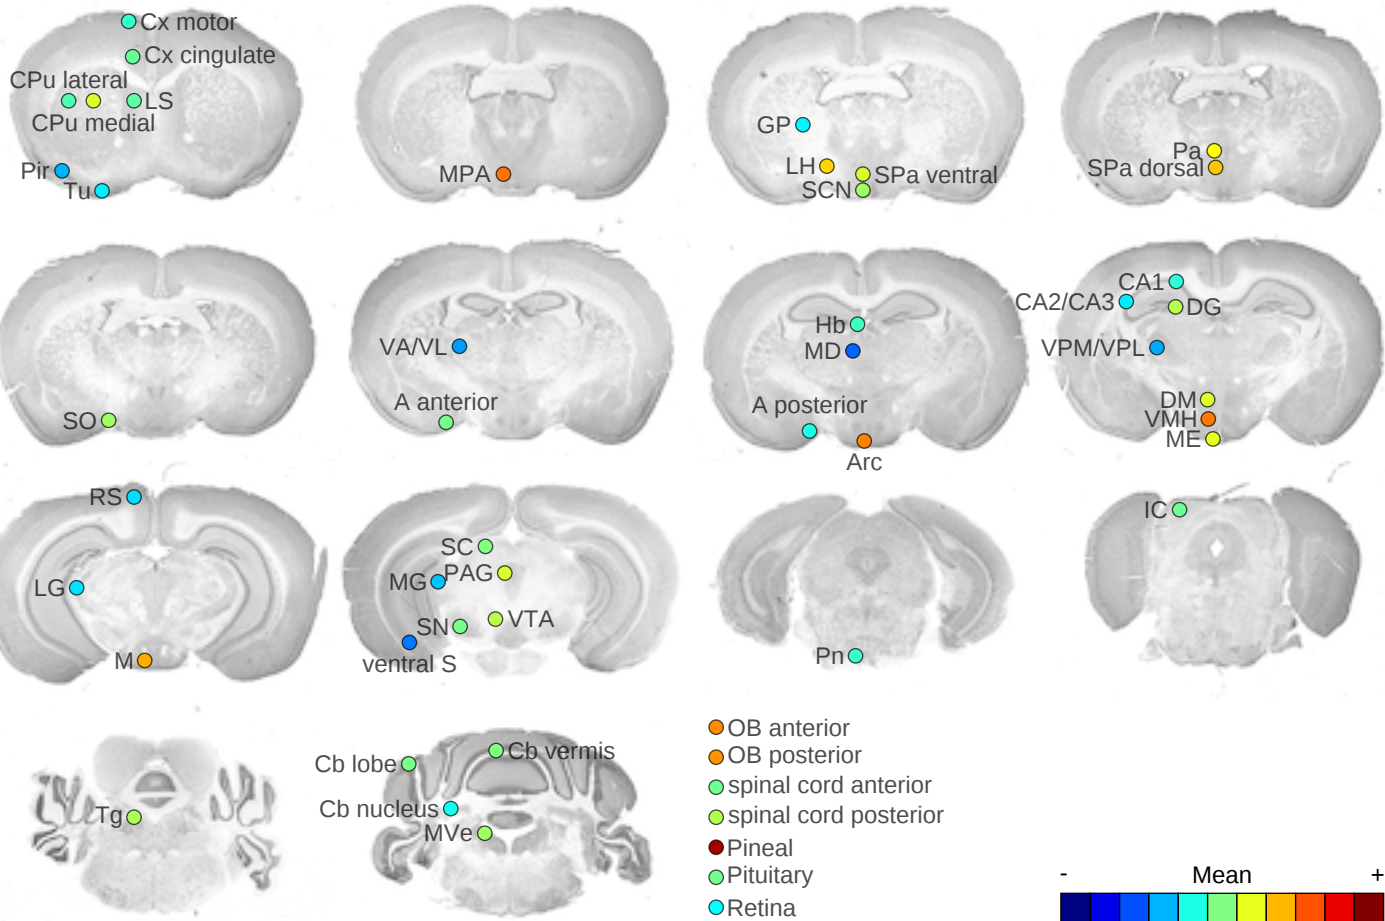 Cx motor
Cx cingulate
CPu lateral
LS
CPu medial
Pir
Tu
MPA
GP
LH
SPa ventral
SCN
Pa
SPa dorsal
SO
VA/VL
A anterior
Hb
MD
A posterior
Arc
CA1
CA2/CA3
DG
VPM/VPL
DM
VMH
ME
RS
LG
M
SC
MG
PAG
SN
VTA
ventral S
Pn
IC
Tg
Cb lobe
Cb vermis
Cb nucleus
MVe
OB anterior
OB posterior
spinal cord anterior
spinal cord posterior
Pineal
Pituitary
Retina
- Mean +